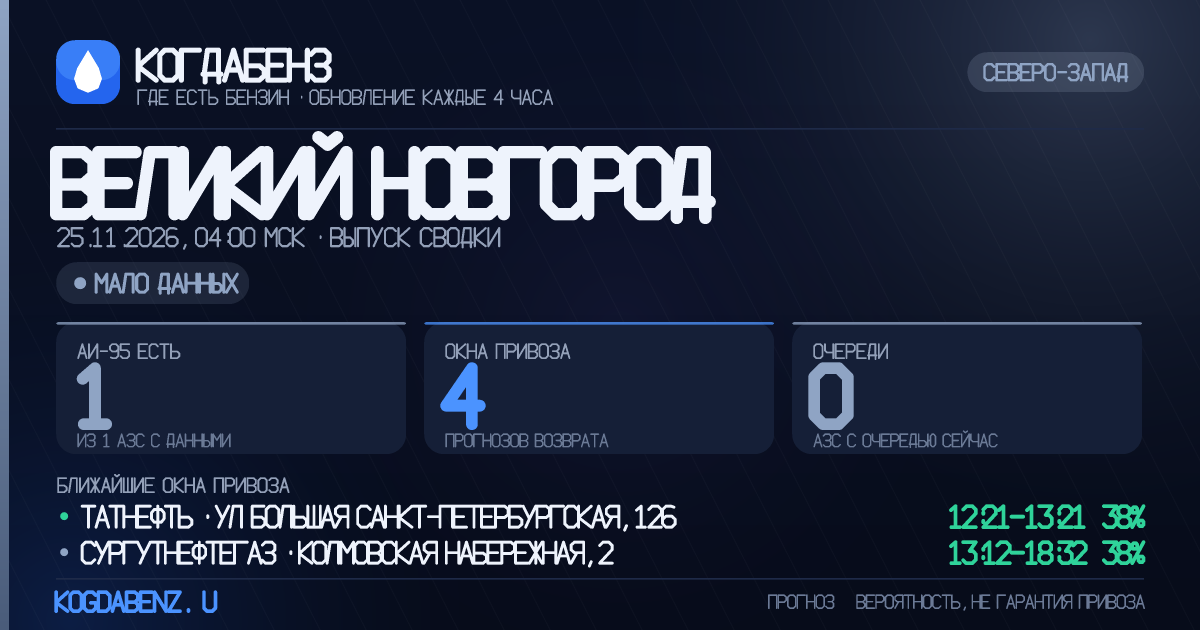 КОГДАБЕНЗ
ГДЕ ЕСТЬ БЕНЗИН · ОБНОВЛЕНИЕ КАЖДЫЕ 4 ЧАСА
СЕВЕРО-ЗАПАД
ВЕЛИКИЙ НОВГОРОД
25.11.2026, 04:00 МСК · ВЫПУСК СВОДКИ
• МАЛО ДАННЫХ
АИ-95 ЕСТЬ
1
ИЗ 1 АЗС С ДАННЫМИ
ОКНА ПРИВОЗА
4
ПРОГНОЗОВ ВОЗВРАТА
ОЧЕРЕДИ
0
АЗС С ОЧЕРЕДЬЮ СЕЙЧАС
БЛИЖАЙШИЕ ОКНА ПРИВОЗА
• ТАТНЕФТЬ · УЛ БОЛЬШАЯ САНКТ-ПЕТЕРБУРГСКАЯ, 126 12:21-13:21 38%
• СУРГУТНЕФТЕГАЗ · КОЛМОВСКАЯ НАБЕРЕЖНАЯ, 2 13:12-18:32 38%
KOGDABENZ. U
ПРОГНОЗ ВЕРОЯТНОСТЬ, НЕ ГАРАНТИЯ ПРИВОЗА